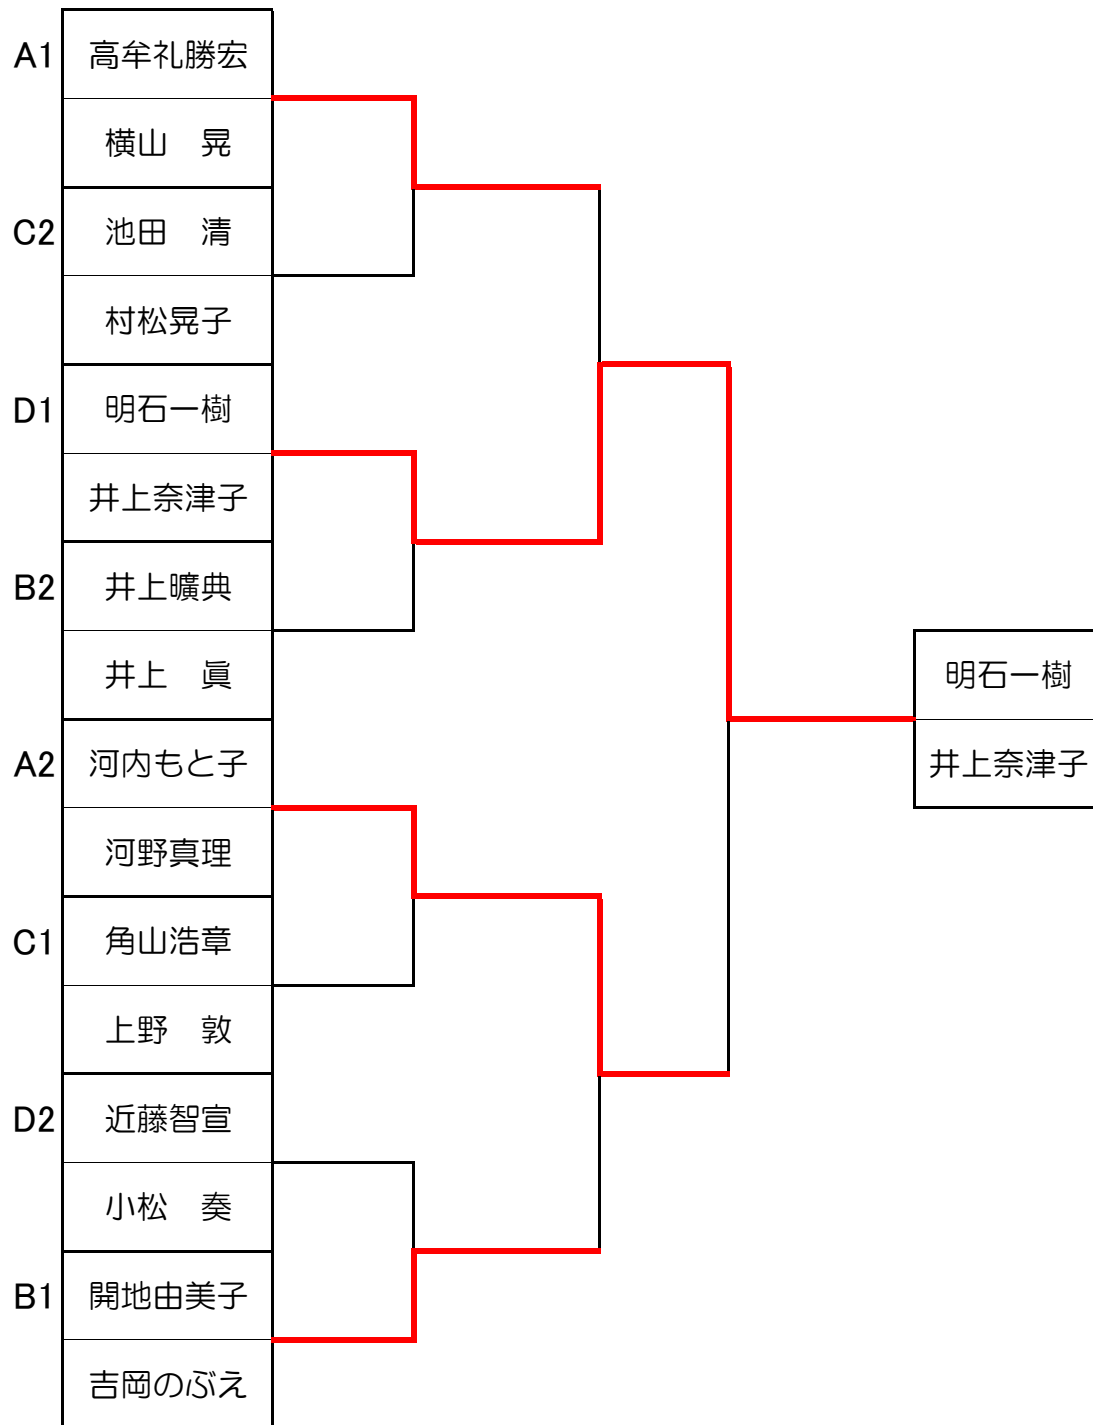 A1 高牟礼勝宏
横山　晃
C2 池田　清
村松晃子
D1 明石一樹
井上奈津子
B2 井上曠典
井上　眞
明石一樹
A2 河内もと子
井上奈津子
河野真理
C1 角山浩章
上野　敦
D2 近藤智宣
小松　奏
B1 開地由美子
吉岡のぶえ